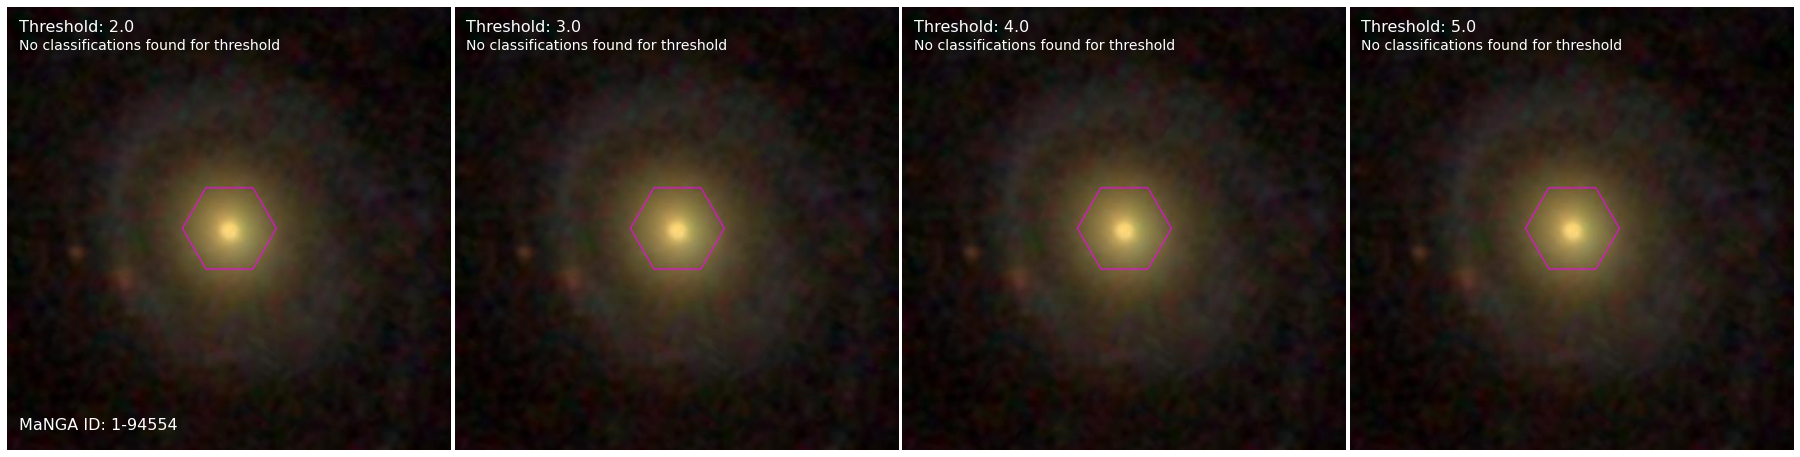 Threshold: 2.0
No classifications found for threshold
MaNGA ID: 1-94554
Threshold: 3.0
No classifications found for threshold
Threshold: 4.0
No classifications found for threshold
Threshold: 5.0
No classifications found for threshold